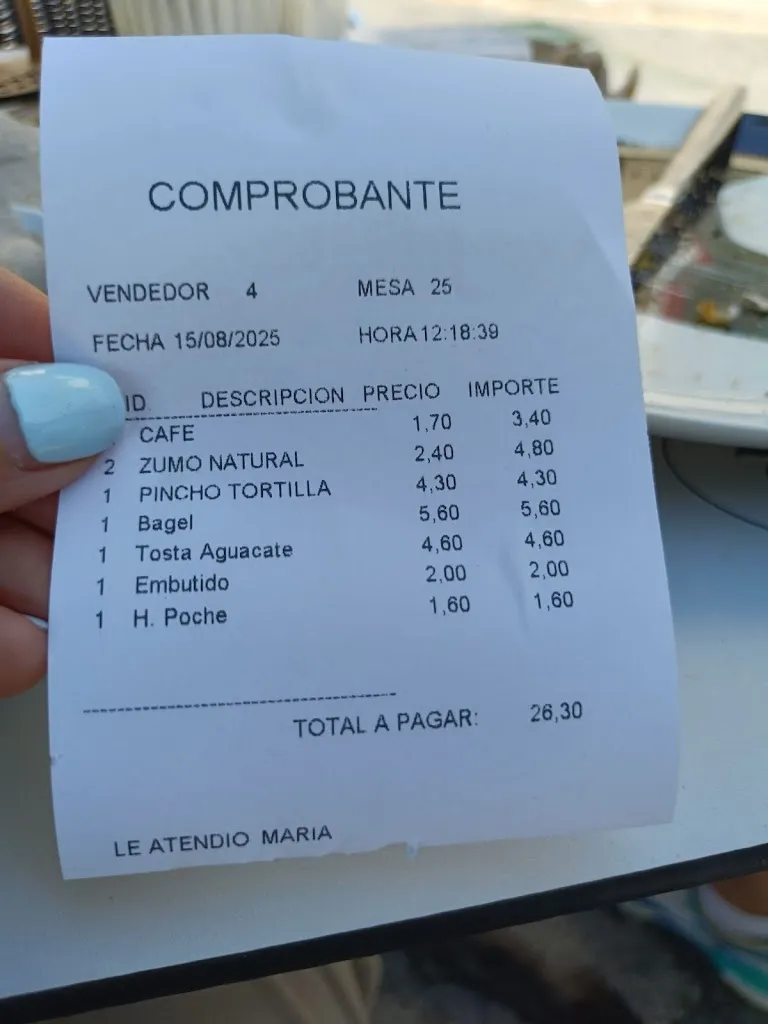 COMPROBANTE
VENDEDOR 4 MESA 25
FECHA 15/08/2025 HORA12:18:39
ID. DESCRIPCION PRECIO IMPORTE
CAFE 1,70 3,40
2 ZUMO NATURAL 2,40 4,80
1 PINCHO TORTILLA 4,30 4,30
1 Bagel 5,60 5,60
1 Tosta Aguacate 4,60 4,60
1 Embutido 2,00 2,00
1 H. Poche 1,60 1,60
TOTAL A PAGAR: 26,30
LE ATENDIO MARIA